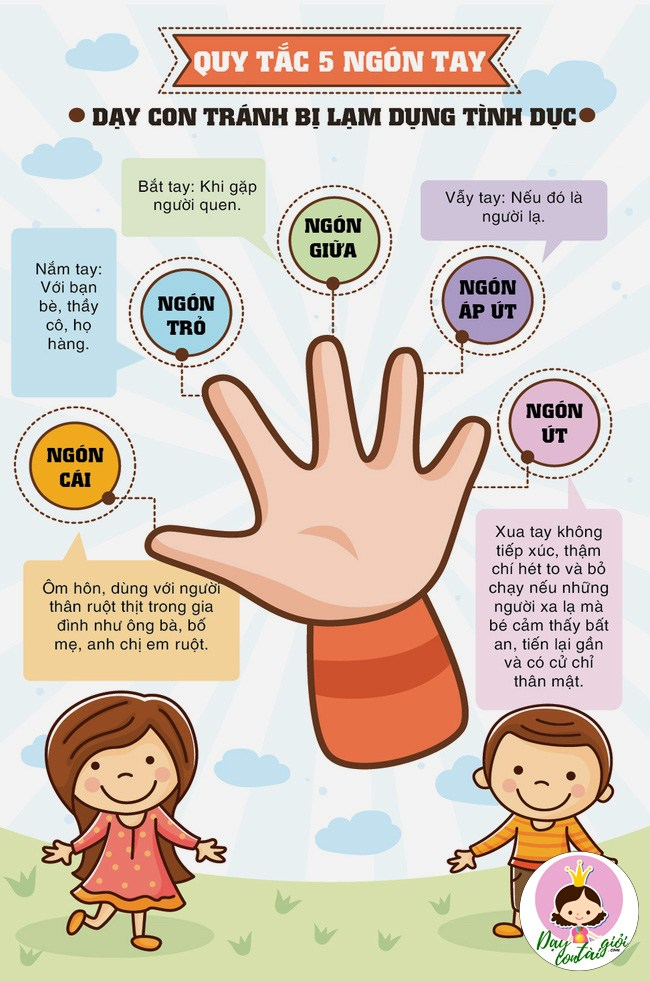 QUY TẮC 5 NGÓN TAY
DẠY CON TRÁNH BỊ LẠM DỤNG TÌNH DỤC
Bắt tay: Khi gặp
người quen.
NGÓN
GIỮA
Vẫy tay: Nếu đó là
người lạ.
Nắm tay:
Với bạn
bè, thầy
cô, họ
hàng.
NGÓN
TRỎ
NGÓN
ÁP ÚT
NGÓN
CÁI
NGÓN
ÚT
Ôm hôn, dùng với người
thân ruột thịt trong gia
đình như ông bà, bố
mẹ, anh chị em ruột.
Xua tay không
tiếp xúc, thậm
chí hét to và bỏ
chạy nếu những
người xa lạ mà
bé cảm thấy bất
an, tiến lại gần
và có cử chỉ
thân mật.
Dạy
con tài giỏi
.com